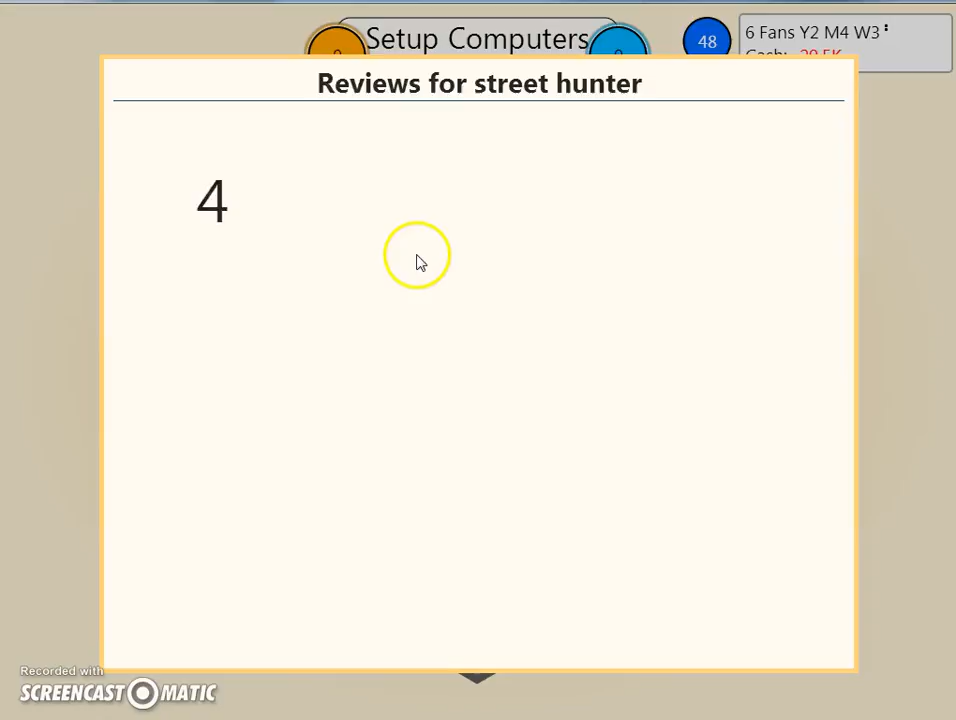 Setup Computers
48
6 Fans Y2 M4 W3
Reviews for street hunter
4
Recorded with
SCREENCAST MATIC